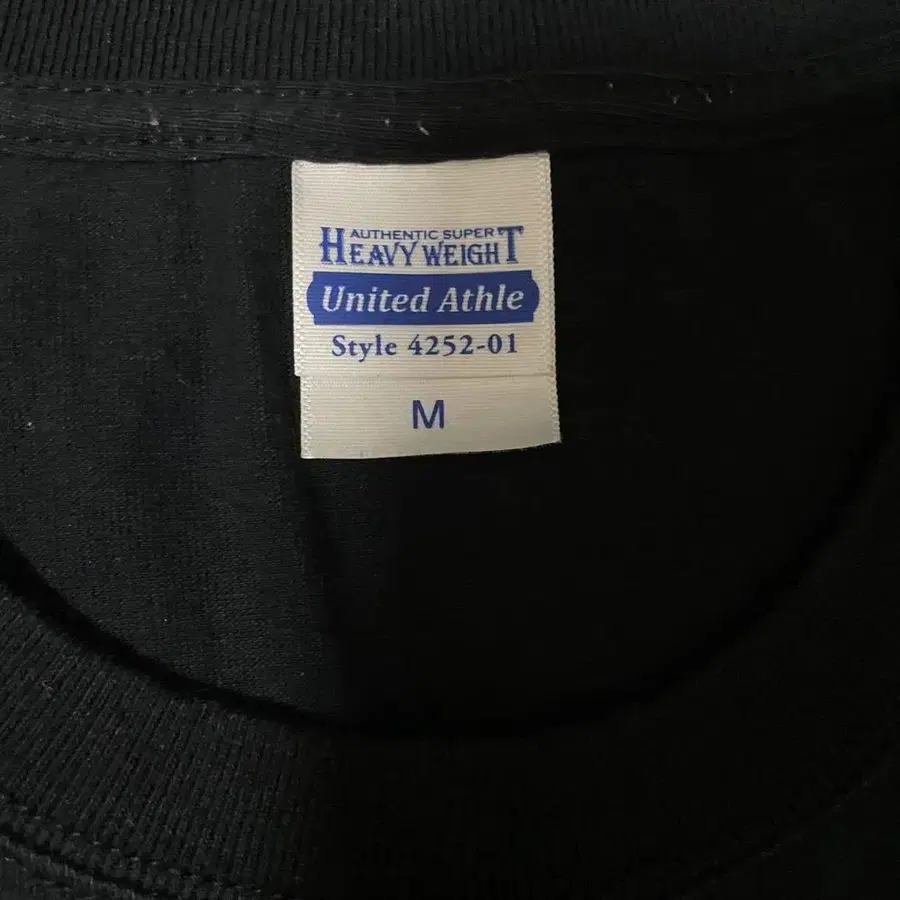 AUTHENTIC SUPER
HEAVY WEIGHT
United Athle
Style 4252-01
M